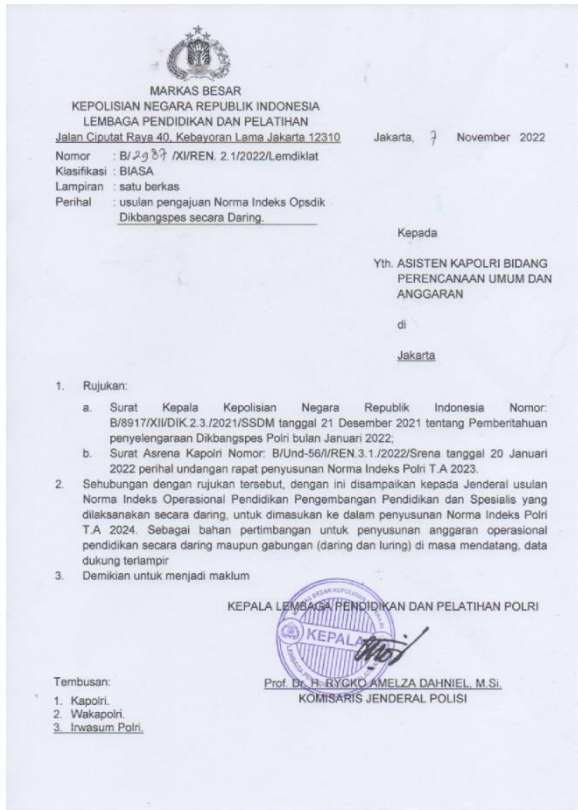 MARKAS BESAR
KEPOLISIAN NEGARA REPUBLIK INDONESIA
LEMBAGA PENDIDIKAN DAN PELATIHAN
Jalan Ciputat Raya 40, Kebayoran Lama Jakarta 12310
Jakarta, 7 November 2022
Nomor : B/2987/XI/REN. 2.1/2022/Lemdiklat
Klasifikasi : BIASA
Lampiran : satu berkas
Perihal : usulan pengajuan Norma Indeks Opsdik
Dikbangspes secara Daring.
Kepada
Yth. ASISTEN KAPOLRI BIDANG
PERENCANAAN UMUM DAN
ANGGARAN
di
Jakarta
1. Rujukan:
a. Surat Kepala Kepolisian Negara Republik Indonesia Nomor:
B/8917/XII/DIK.2.3./2021/SSDM tanggal 21 Desember 2021 tentang Pemberitahuan
penyelengaraan Dikbangspes Polri bulan Januari 2022;
b. Surat Asrena Kapolri Nomor: B/Und-56/I/REN.3.1./2022/Srena tanggal 20 Januari
2022 perihal undangan rapat penyusunan Norma Indeks Polri T.A 2023.
2. Sehubungan dengan rujukan tersebut, dengan ini disampaikan kepada Jenderal usulan
Norma Indeks Operasional Pendidikan Pengembangan Pendidikan dan Spesialis yang
dilaksanakan secara daring, untuk dimasukan ke dalam penyusunan Norma Indeks Polri
T.A 2024. Sebagai bahan pertimbangan untuk penyusunan anggaran operasional
pendidikan secara daring maupun gabungan (daring dan luring) di masa mendatang, data
dukung terlampir
3. Demikian untuk menjadi maklum
KEPALA LEMBAGA PENDIDIKAN DAN PELATIHAN POLRI
KEPALA
Prof. Dr. H. RYCKO AMELZA DAHNIEL, M.Si.
KOMISARIS JENDERAL POLISI
Tembusan:
1. Kapolri.
2. Wakapolri.
3. Irwasum Polri.